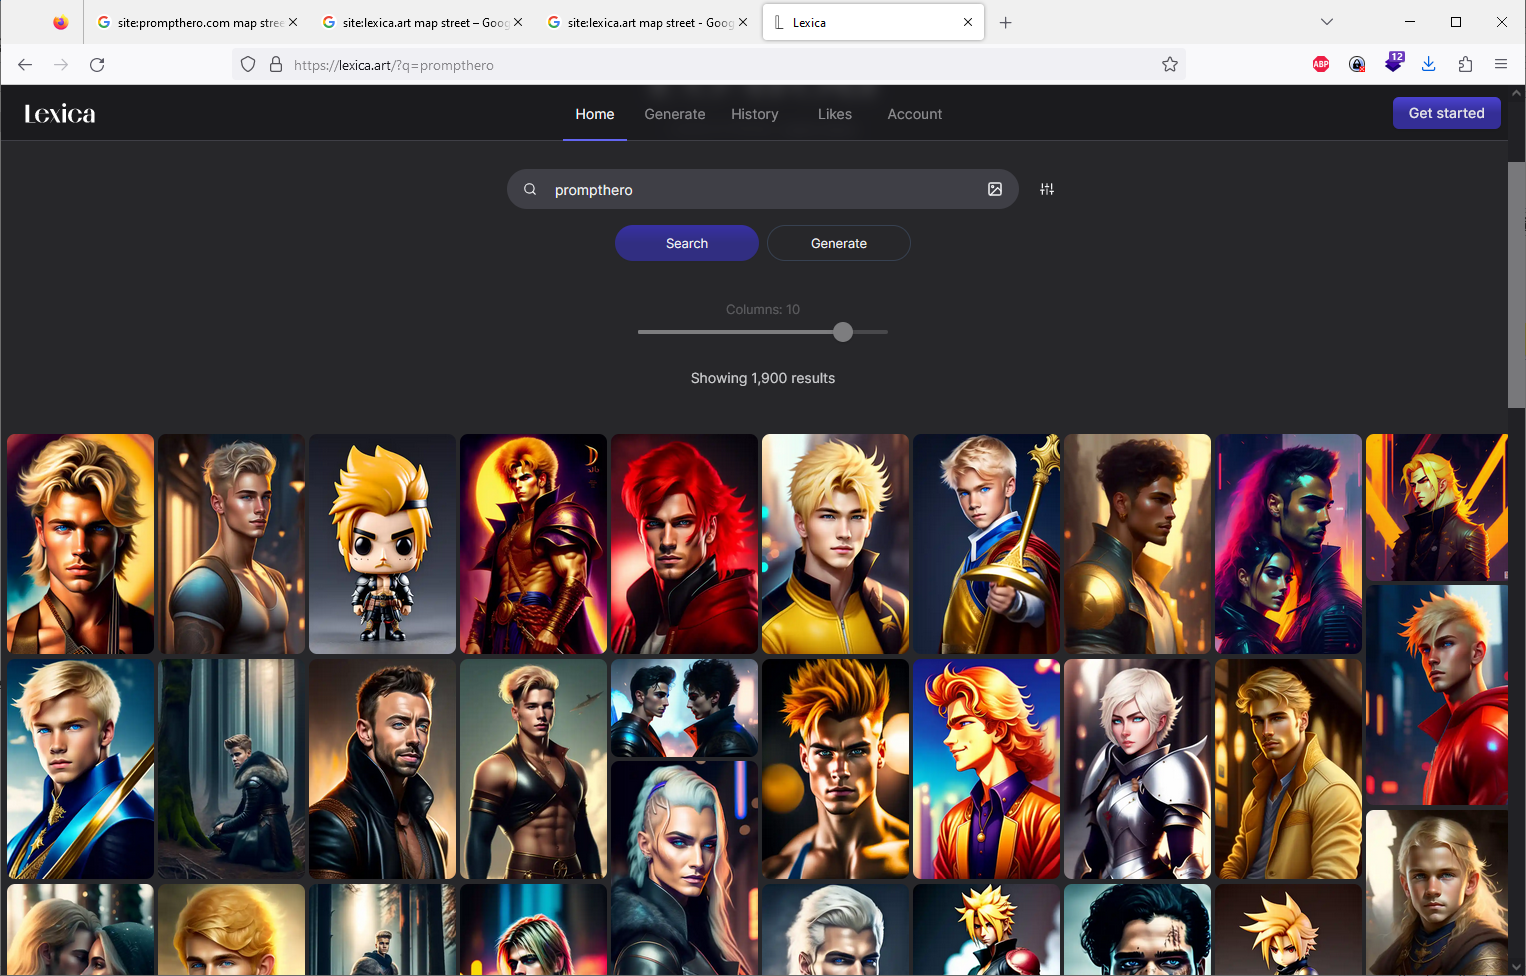 site:prompthero.com map stree
site:lexica.art map street – Goog
site:lexica.art map street - Goog
Lexica
https://lexica.art/?q=prompthero
ABP
12
Lexica
Home
Generate
History
Likes
Account
Get started
prompthero
Search
Generate
Columns: 10
Showing 1,900 results